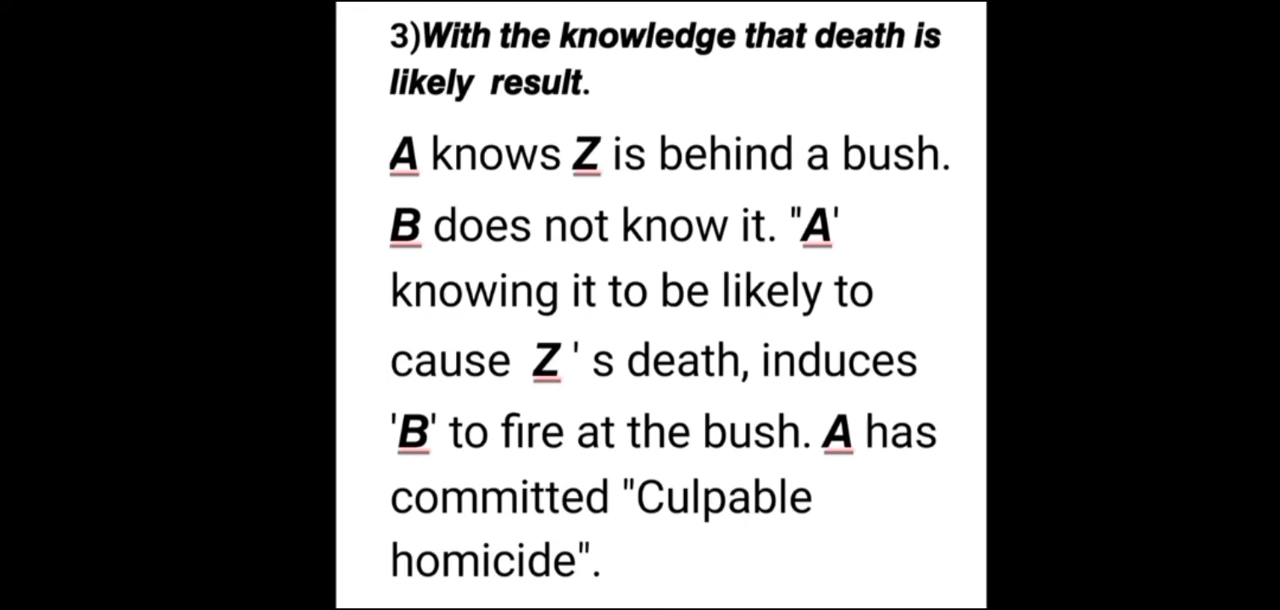 3)With the knowledge that death is
likely result.
A knows Z is behind a bush.
B does not know it. "A'
knowing it to be likely to
cause Z ' s death, induces
'B' to fire at the bush. A has
committed "Culpable
homicide".